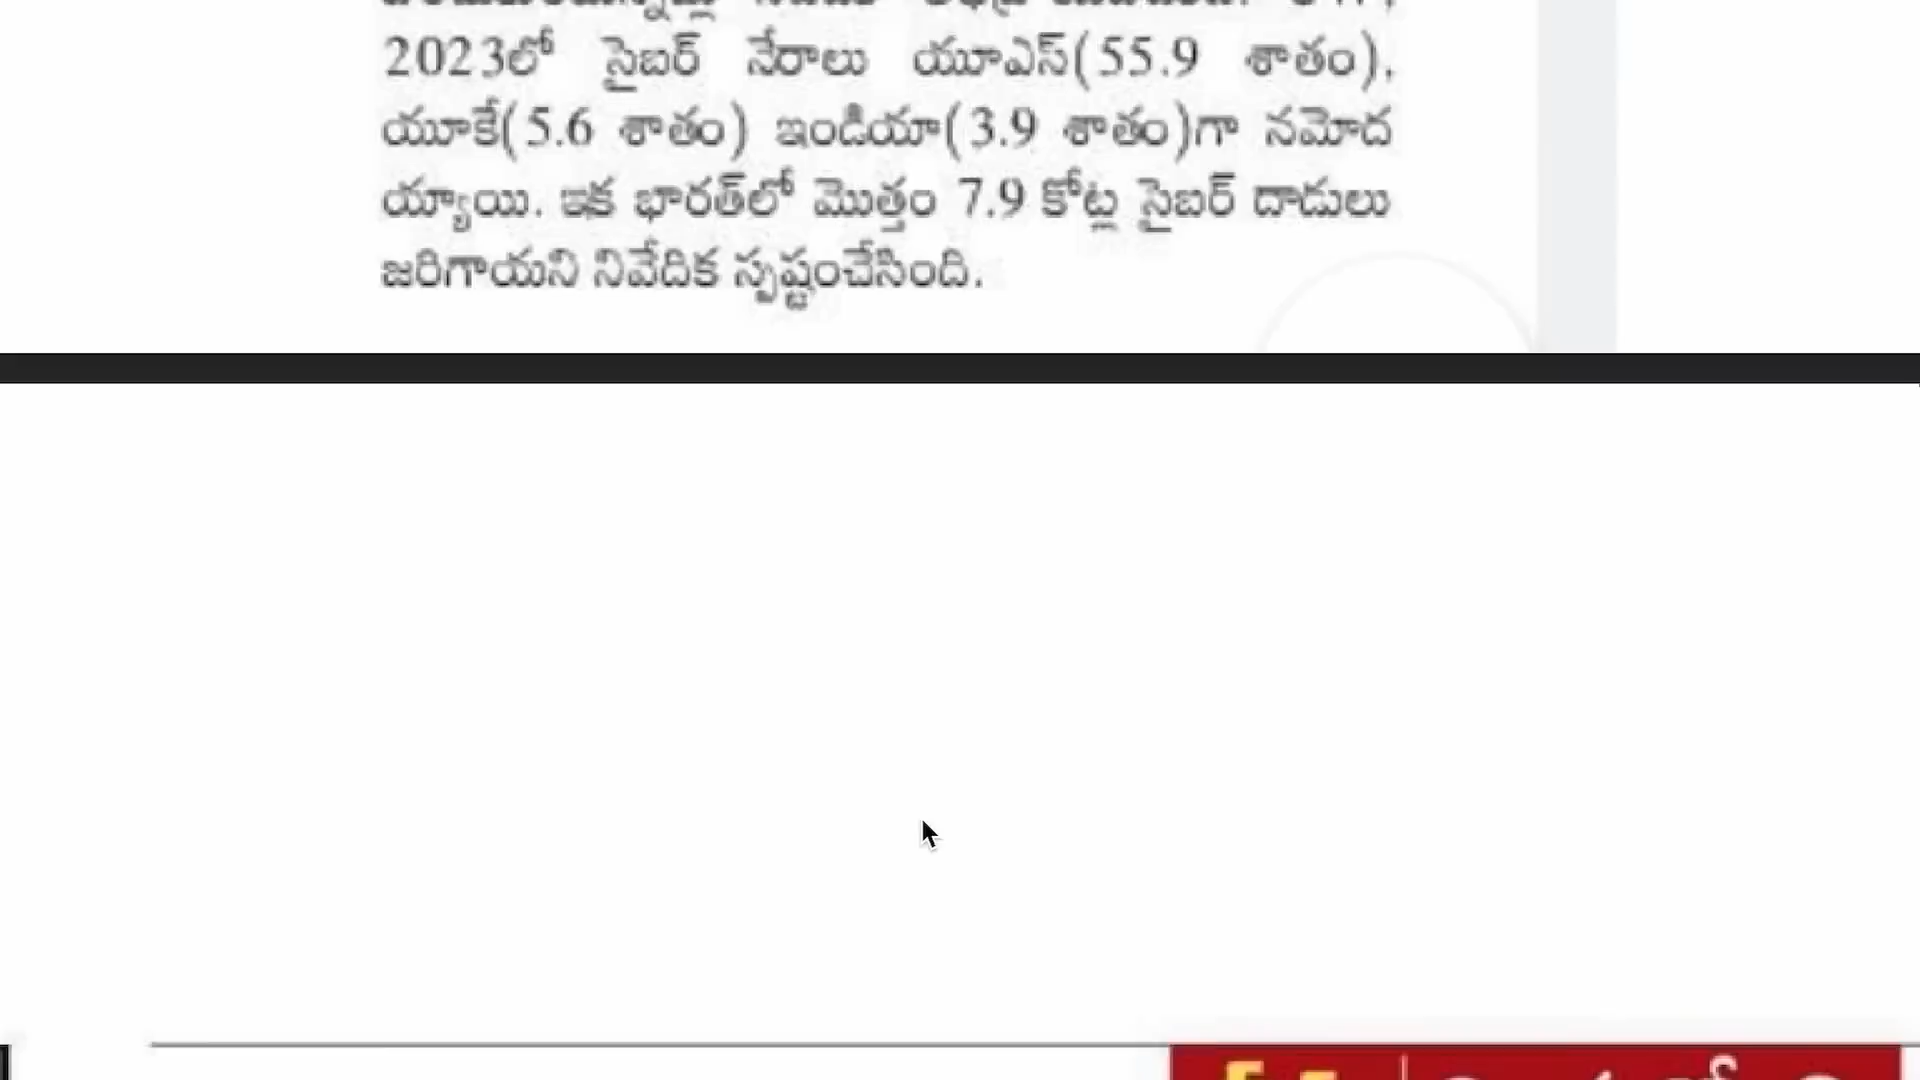 2023లో సైబర్ నేరాలు యూఎస్(55.9 శాతం),
యూకే(5.6 శాతం) ఇండియా(3.9 శాతం)గా నమోద
య్యాయి. ఇక భారత్‌లో మొత్తం 7.9 కోట్ల సైబర్ దాడులు
జరిగాయని నివేదిక స్పష్టంచేసింది.